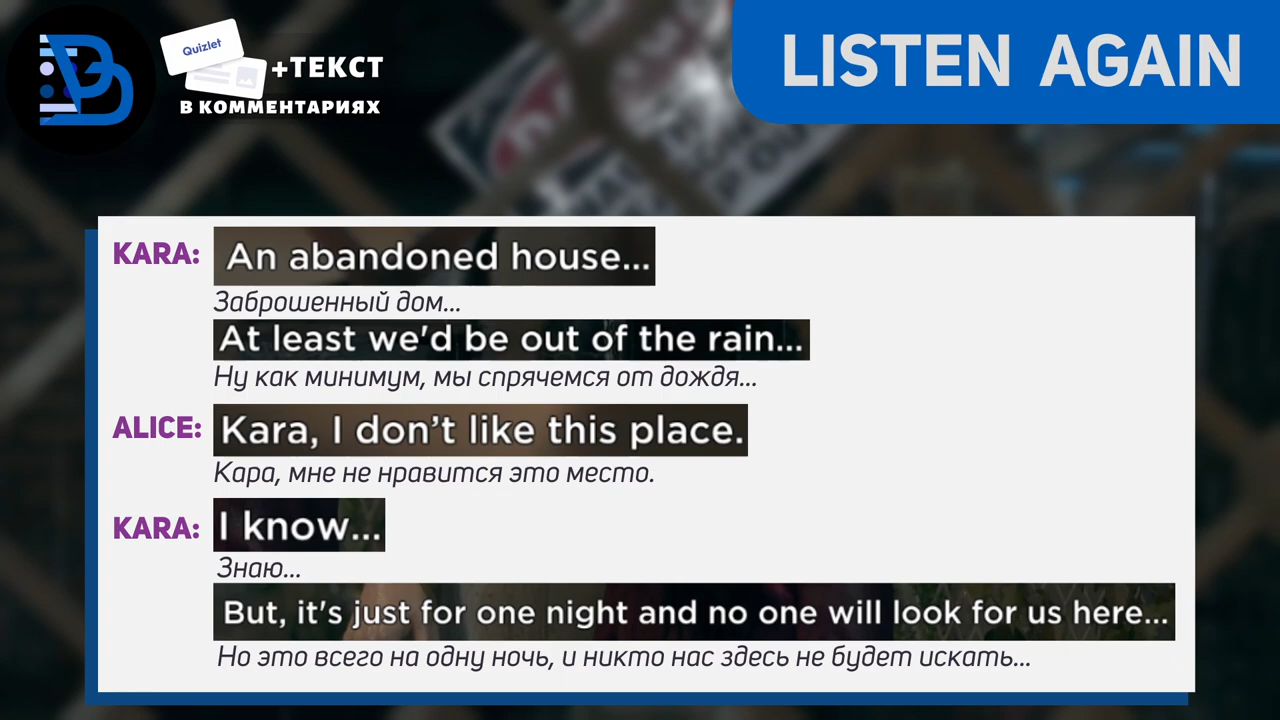 Quizlet
+ТЕКСТ
В КОММЕНТАРИЯХ
LISTEN AGAIN
KARA: An abandoned house...
Заброшенный дом...
At least we'd be out of the rain...
Ну как минимум, мы спрячемся от дождя...
ALICE: Kara, I don’t like this place.
Кара, мне не нравится это место.
KARA: I know...
Знаю...
But, it's just for one night and no one will look for us here...
Но это всего на одну ночь, и никто нас здесь не будет искать...